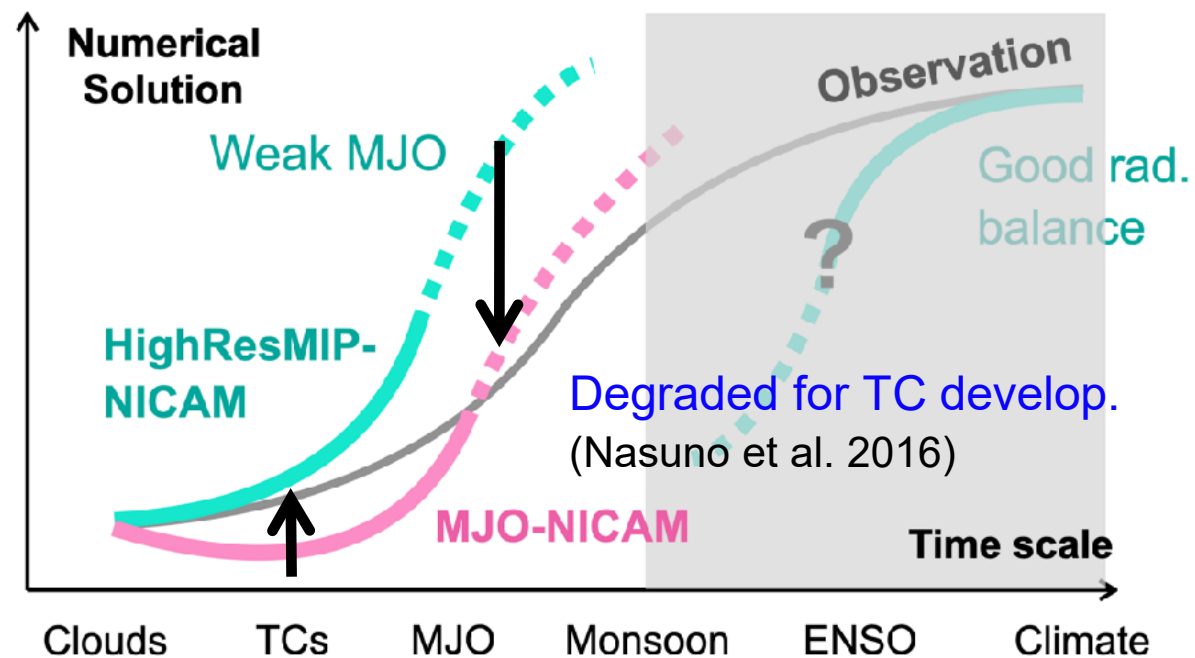 Numerical
Solution
Observation
Weak MJO
Good rad.
balance
?
HighResMIP-
NICAM
Degraded for TC develop.
(Nasuno et al. 2016)
MJO-NICAM
Time scale
Clouds TCs MJO Monsoon ENSO Climate